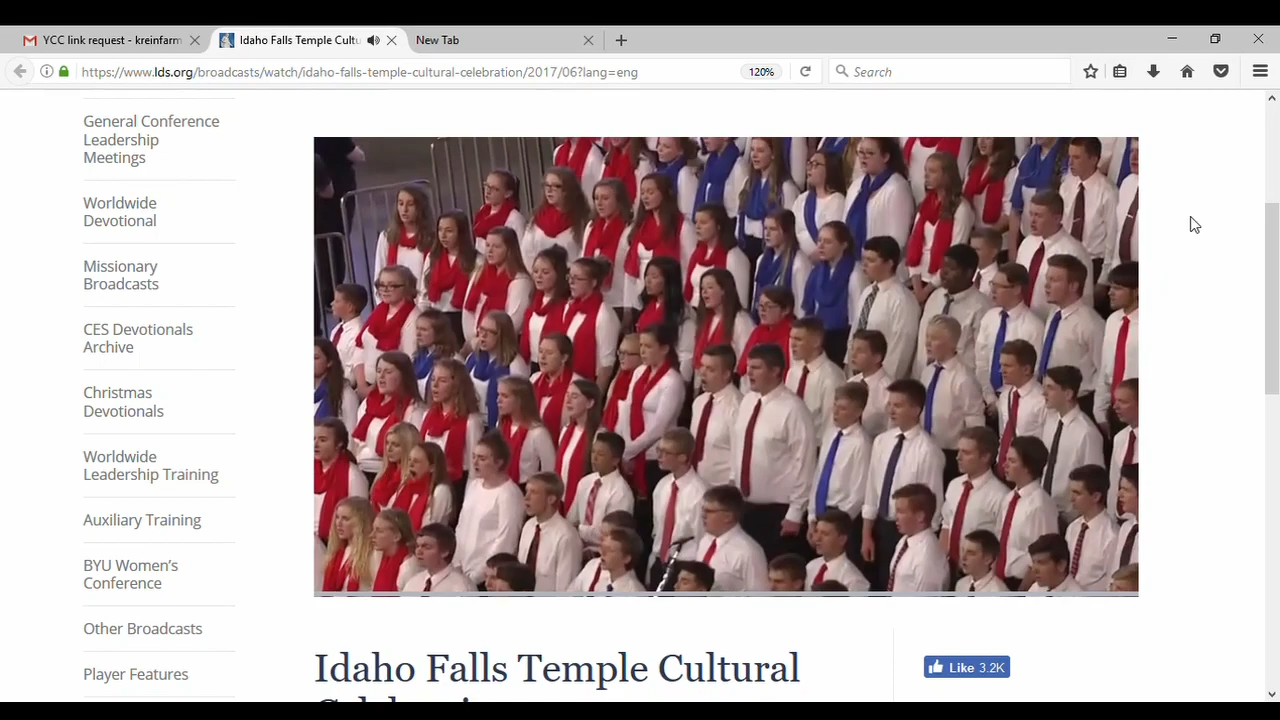 YCC link request - kreinfarm
Idaho Falls Temple Cultu
New Tab
https://www.lds.org/broadcasts/watch/idaho-falls-temple-cultural-celebration/2017/06?lang=eng
120%
Search
General Conference
Leadership
Meetings
Worldwide
Devotional
Missionary
Broadcasts
CES Devotionals
Archive
Christmas
Devotionals
Worldwide
Leadership Training
Auxiliary Training
BYU Women's
Conference
Other Broadcasts
Player Features
Idaho Falls Temple Cultural
Like 3.2K